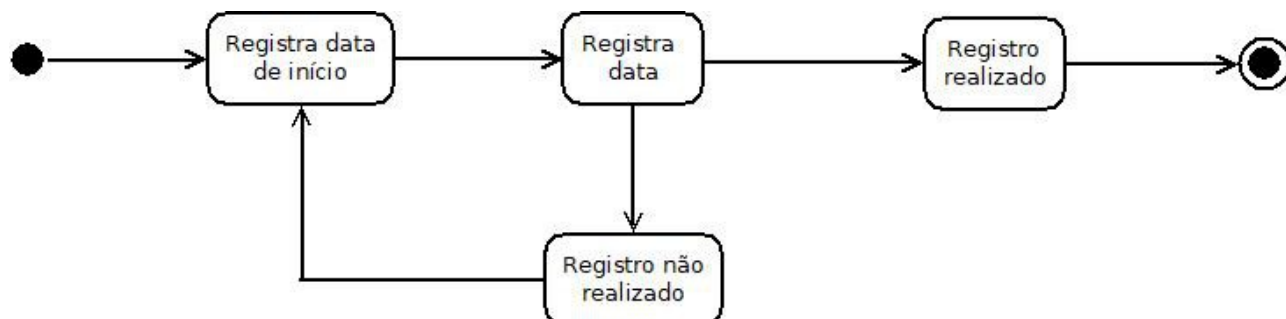 Registra data
de início
Registra
data
Registro
realizado
Registro não
realizado